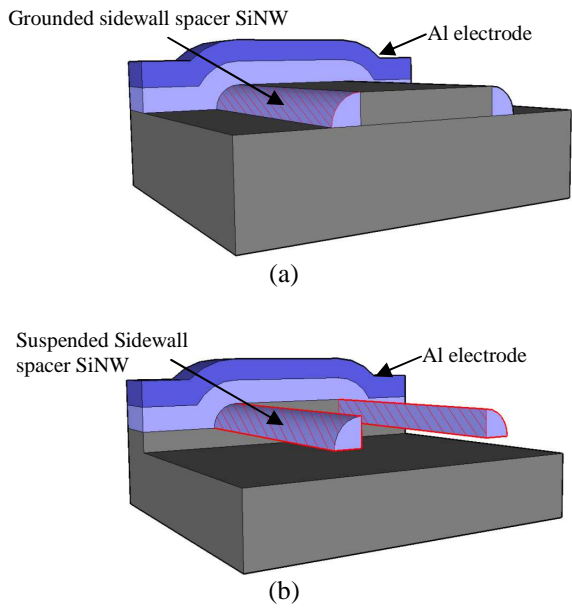 Grounded sidewall spacer SiNW
Al electrode
(a)
Suspended Sidewall
spacer SiNW
Al electrode
(b)